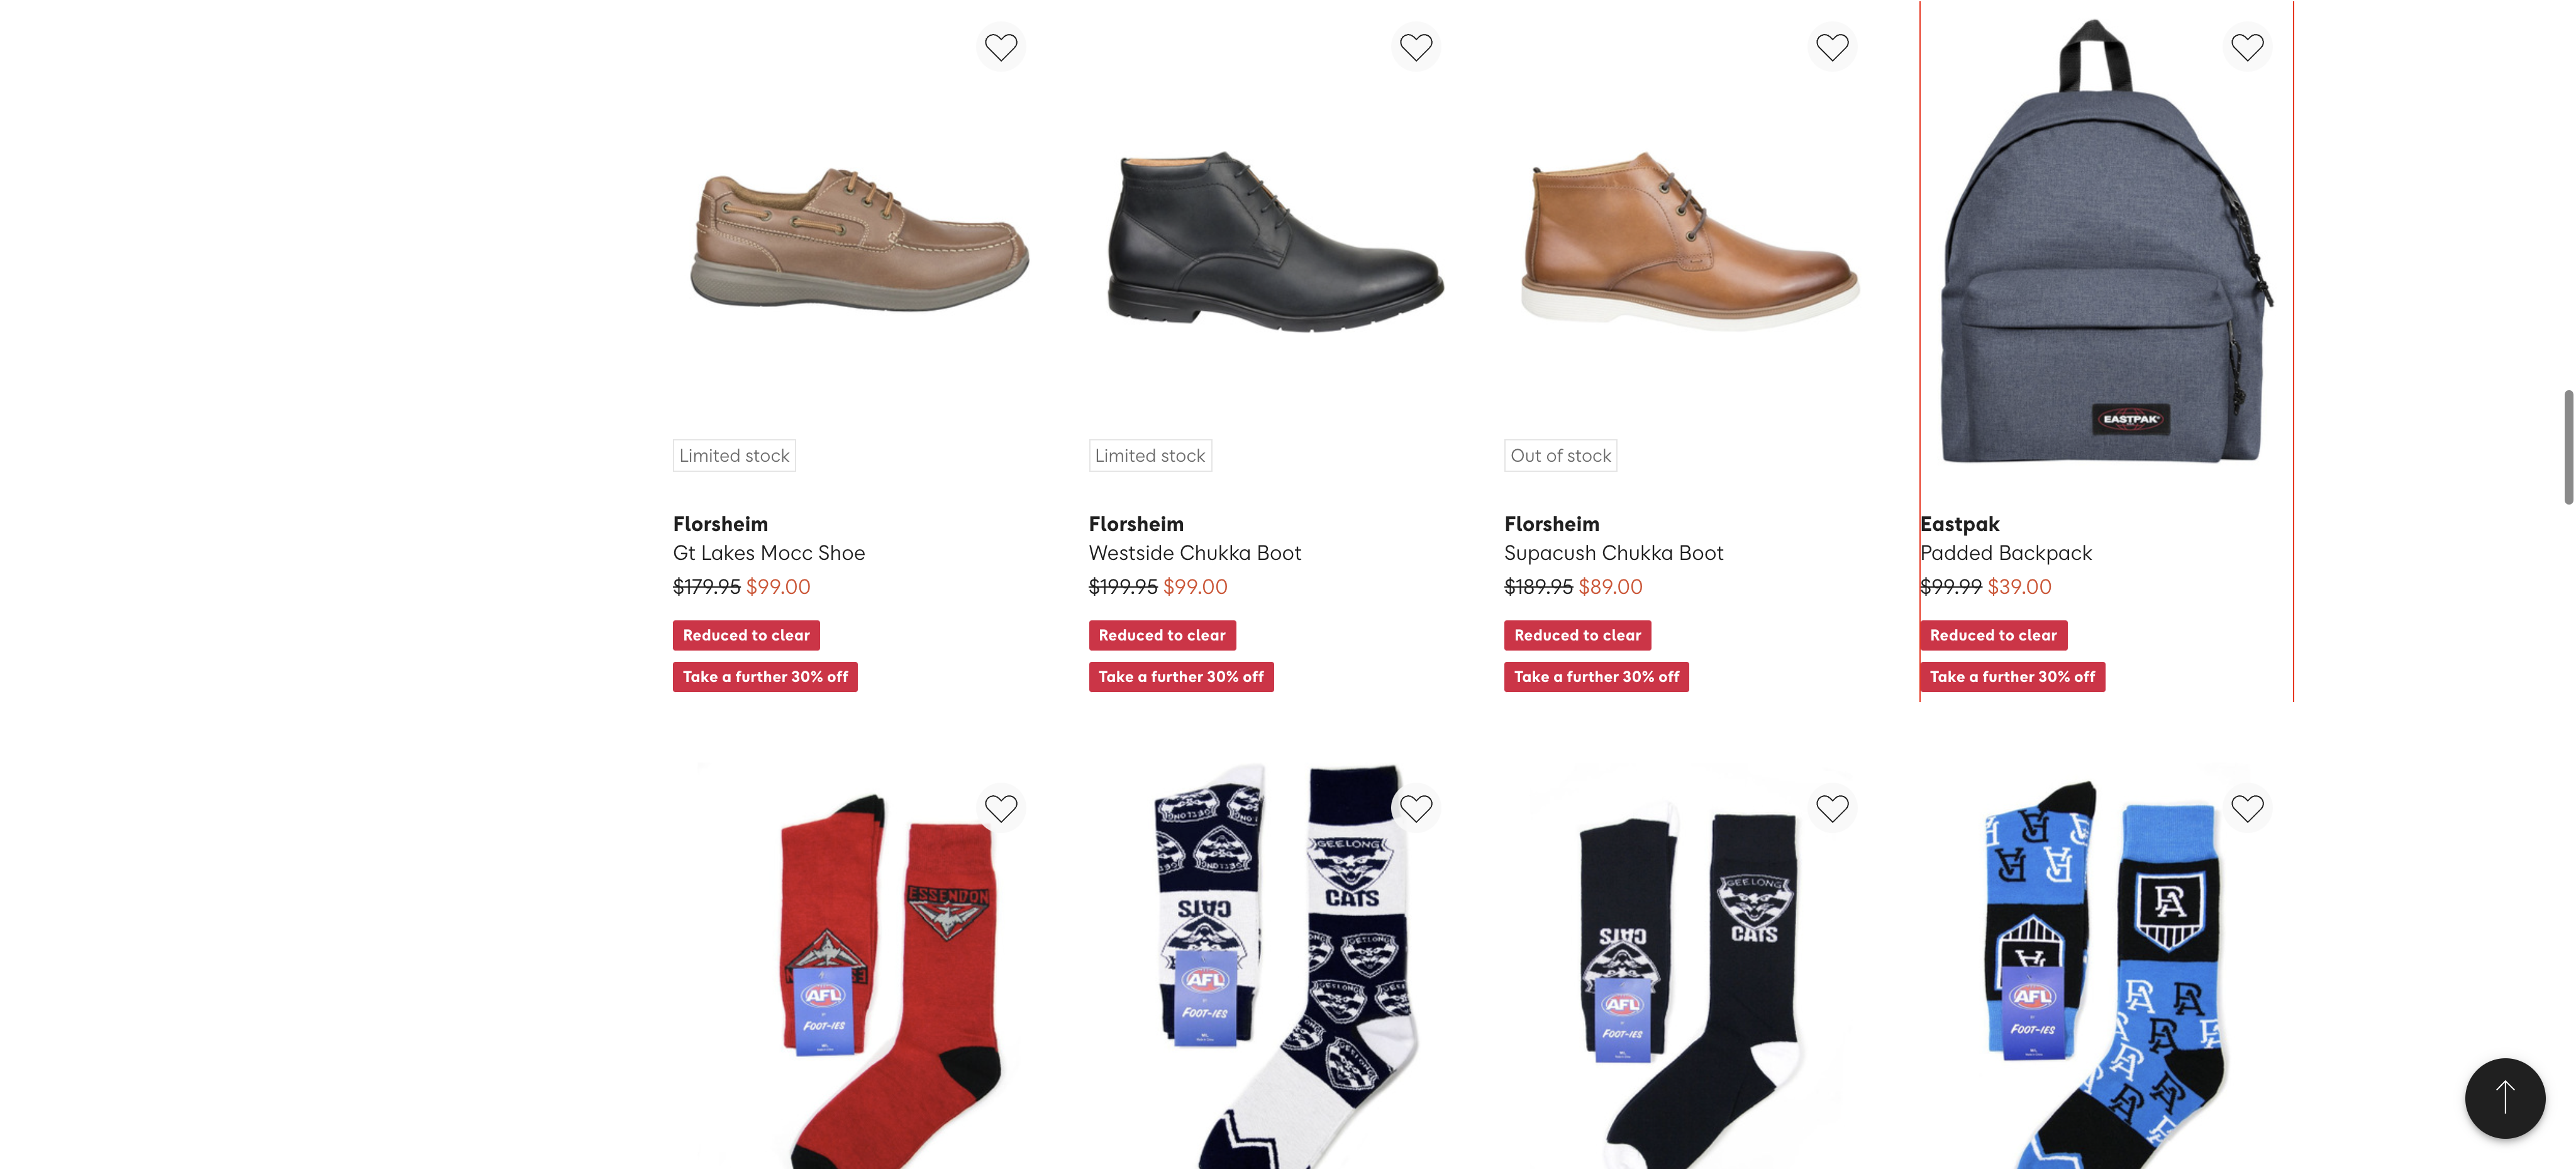 EASTPAK
Limited stock
Limited stock
Out of stock
Florsheim
Florsheim
Florsheim
Eastpak
Gt Lakes Mocc Shoe
Westside Chukka Boot
Supacush Chukka Boot
Padded Backpack
$179.95 $99.00
$199.95 $99.00
$189.95 $89.00
$99.99 $39.00
Reduced to clear
Reduced to clear
Reduced to clear
Reduced to clear
Take a further 30% off
Take a further 30% off
Take a further 30% off
Take a further 30% off
ESSENDON
AFL
FOOT-IES
GEELONG
CATS
CATS
AFL
FOOT-IES
GEELONG
CATS
CATS
AFL
FOOT-IES
PA
AFL
FOOT-IES